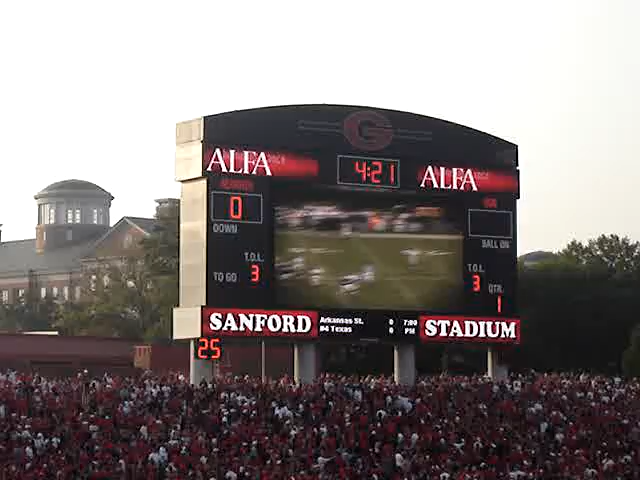 G
ALFA
4:21
ALFA
0
DOWN
BALL ON
T.O.L
3
TO GO
T.O.L
3
QTR
1
SANFORD
Arkansas St. 0 7:00
#4 Texas 0 PM
STADIUM
25